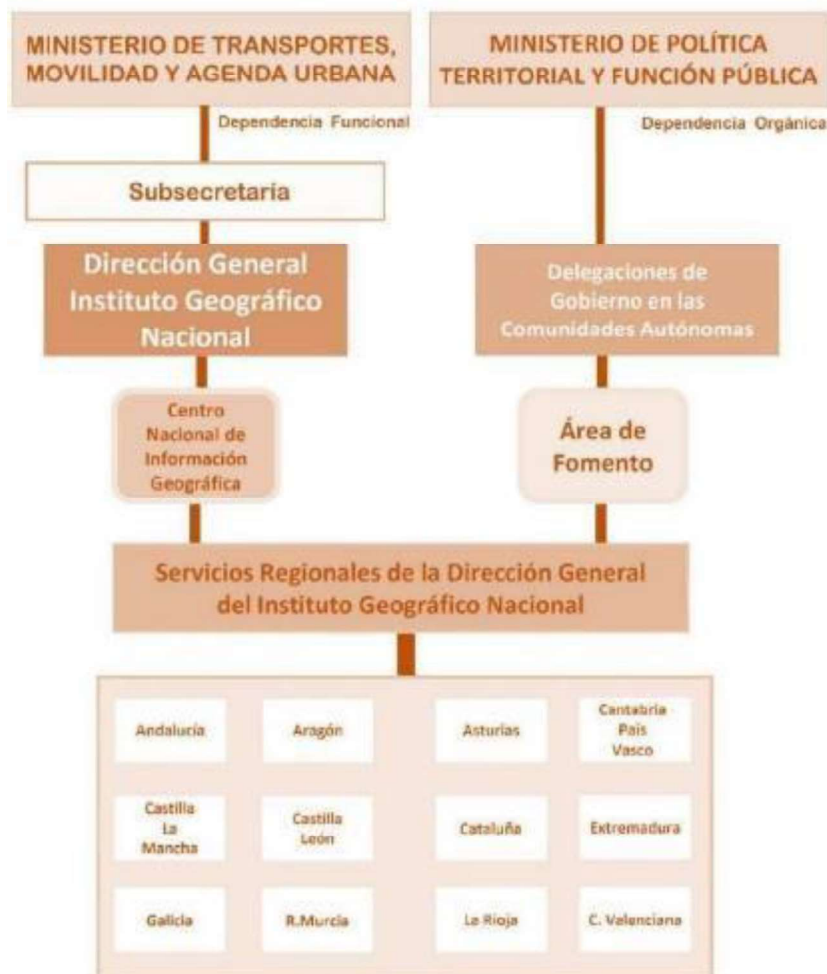 MINISTERIO DE TRANSPORTES,
MOVILIDAD Y AGENDA URBANA
MINISTERIO DE POLÍTICA
TERRITORIAL Y FUNCIÓN PÚBLICA
Dependencia Funcional
Dependencia Orgánica
Subsecretaría
Dirección General
Instituto Geográfico
Nacional
Delegaciones de
Gobierno en las
Comunidades Autónomas
Centro
Nacional de
Información
Geográfica
Área de
Fomento
Servicios Regionales de la Dirección General
del Instituto Geográfico Nacional
Andalucía
Aragón
Asturias
Cantabria
País
Vasco
Castilla
La
Mancha
Castilla
León
Cataluña
Extremadura
Galicia
R.Murcia
La Rioja
C. Valenciana